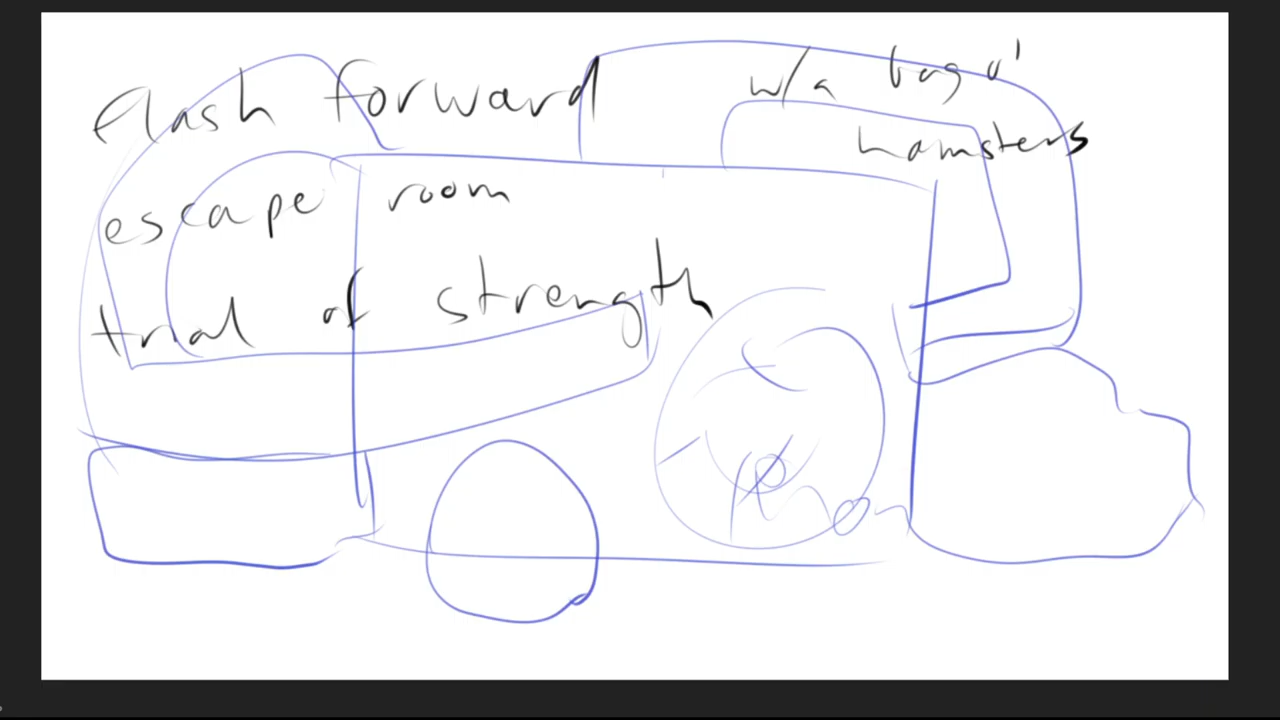 flash forward
w/a bag o'
hamsters
escape room
trial of strength